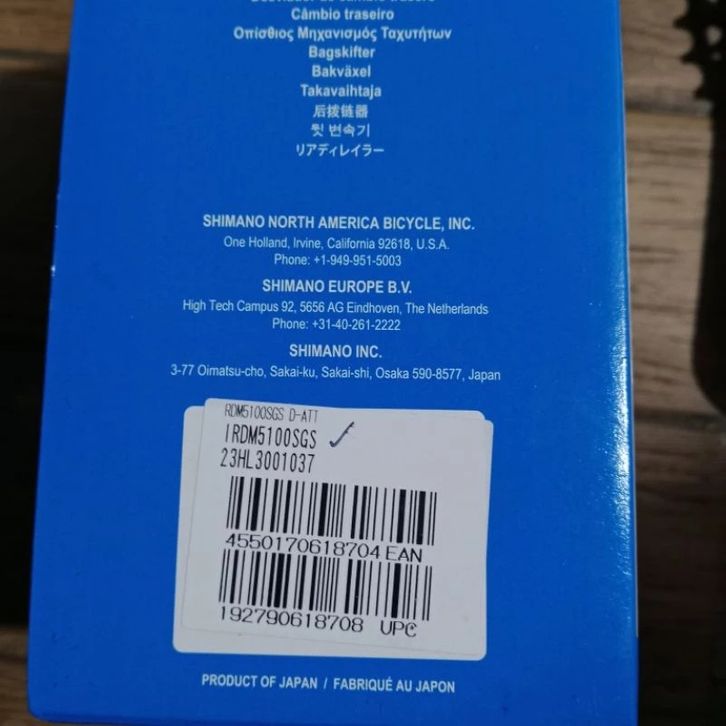 Câmbio traseiro
Οπίσθιος Μηχανισμός Ταχυτήτων
Bagskifter
Bakväxel
Takavaihtaja
后拨链器
뒷 변속기
リアディレイラー
SHIMANO NORTH AMERICA BICYCLE, INC.
One Holland, Irvine, California 92618, U.S.A.
Phone: +1-949-951-5003
SHIMANO EUROPE B.V.
High Tech Campus 92, 5656 AG Eindhoven, The Netherlands
Phone: +31-40-261-2222
SHIMANO INC.
3-77 Oimatsu-cho, Sakai-ku, Sakai-shi, Osaka 590-8577, Japan
RDM5100SGS D-ATT
IRDM5100SGS
23HL3001037
4550170618704 EAN
192790618708 UPC
PRODUCT OF JAPAN / FABRIQUÉ AU JAPON